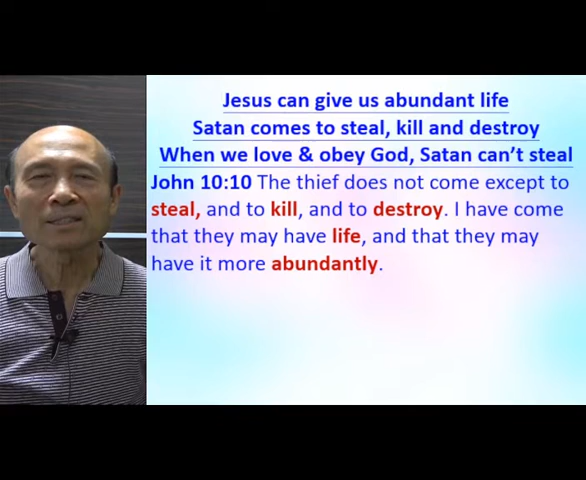 Jesus can give us abundant life
Satan comes to steal, kill and destroy
When we love & obey God, Satan can't steal
John 10:10 The thief does not come except to
steal, and to kill, and to destroy. I have come
that they may have life, and that they may
have it more abundantly.